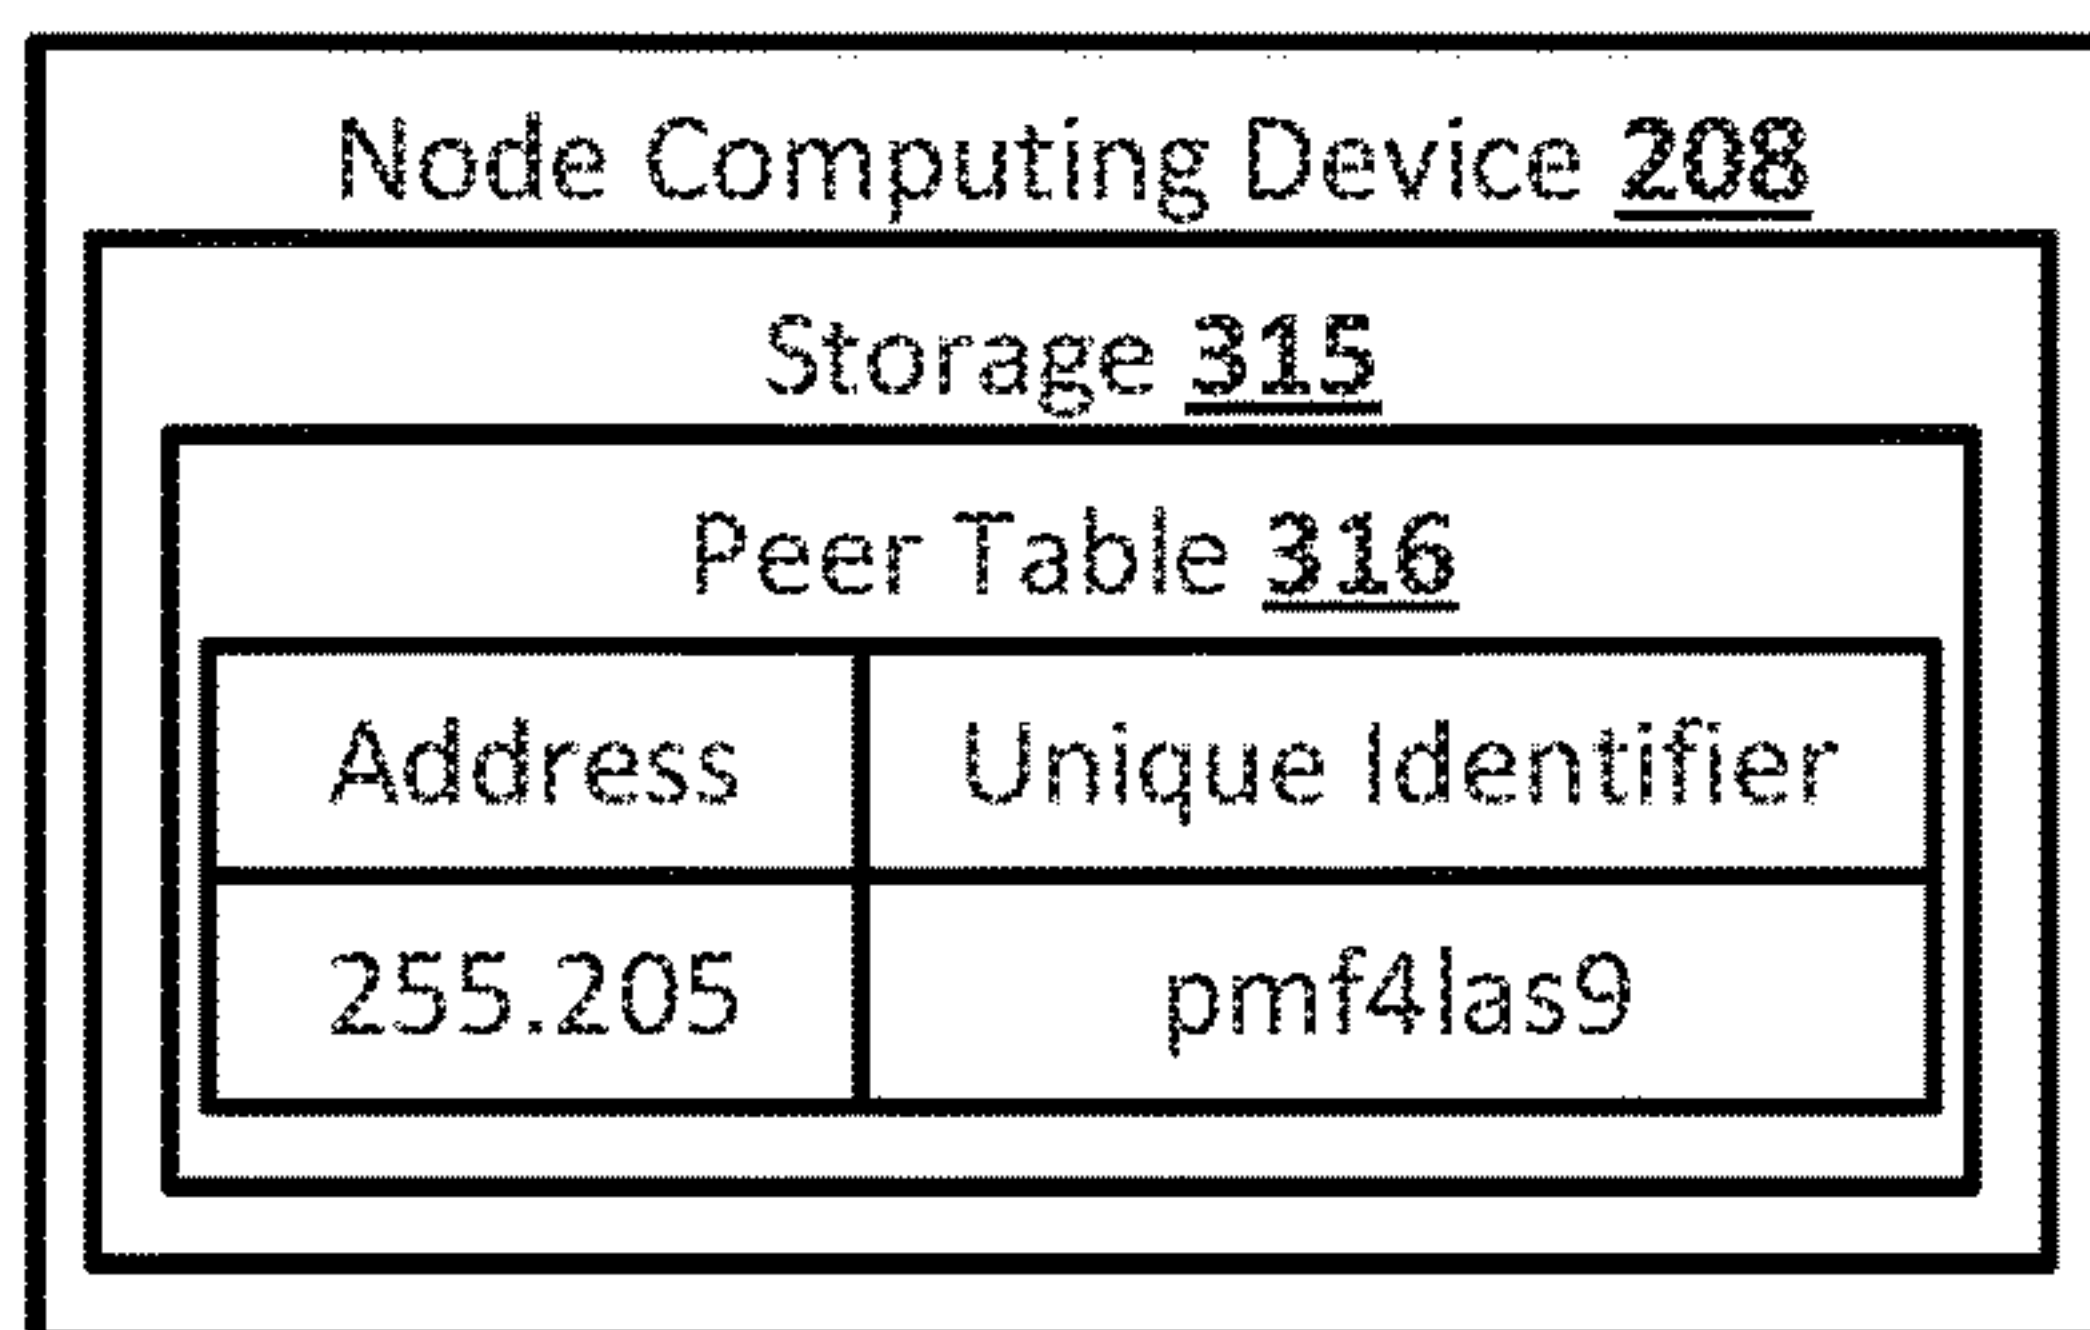 Node Computing Device 208
Storage 315
Peer Table 316
Address Unique Identifier
255.205 pmf4las9